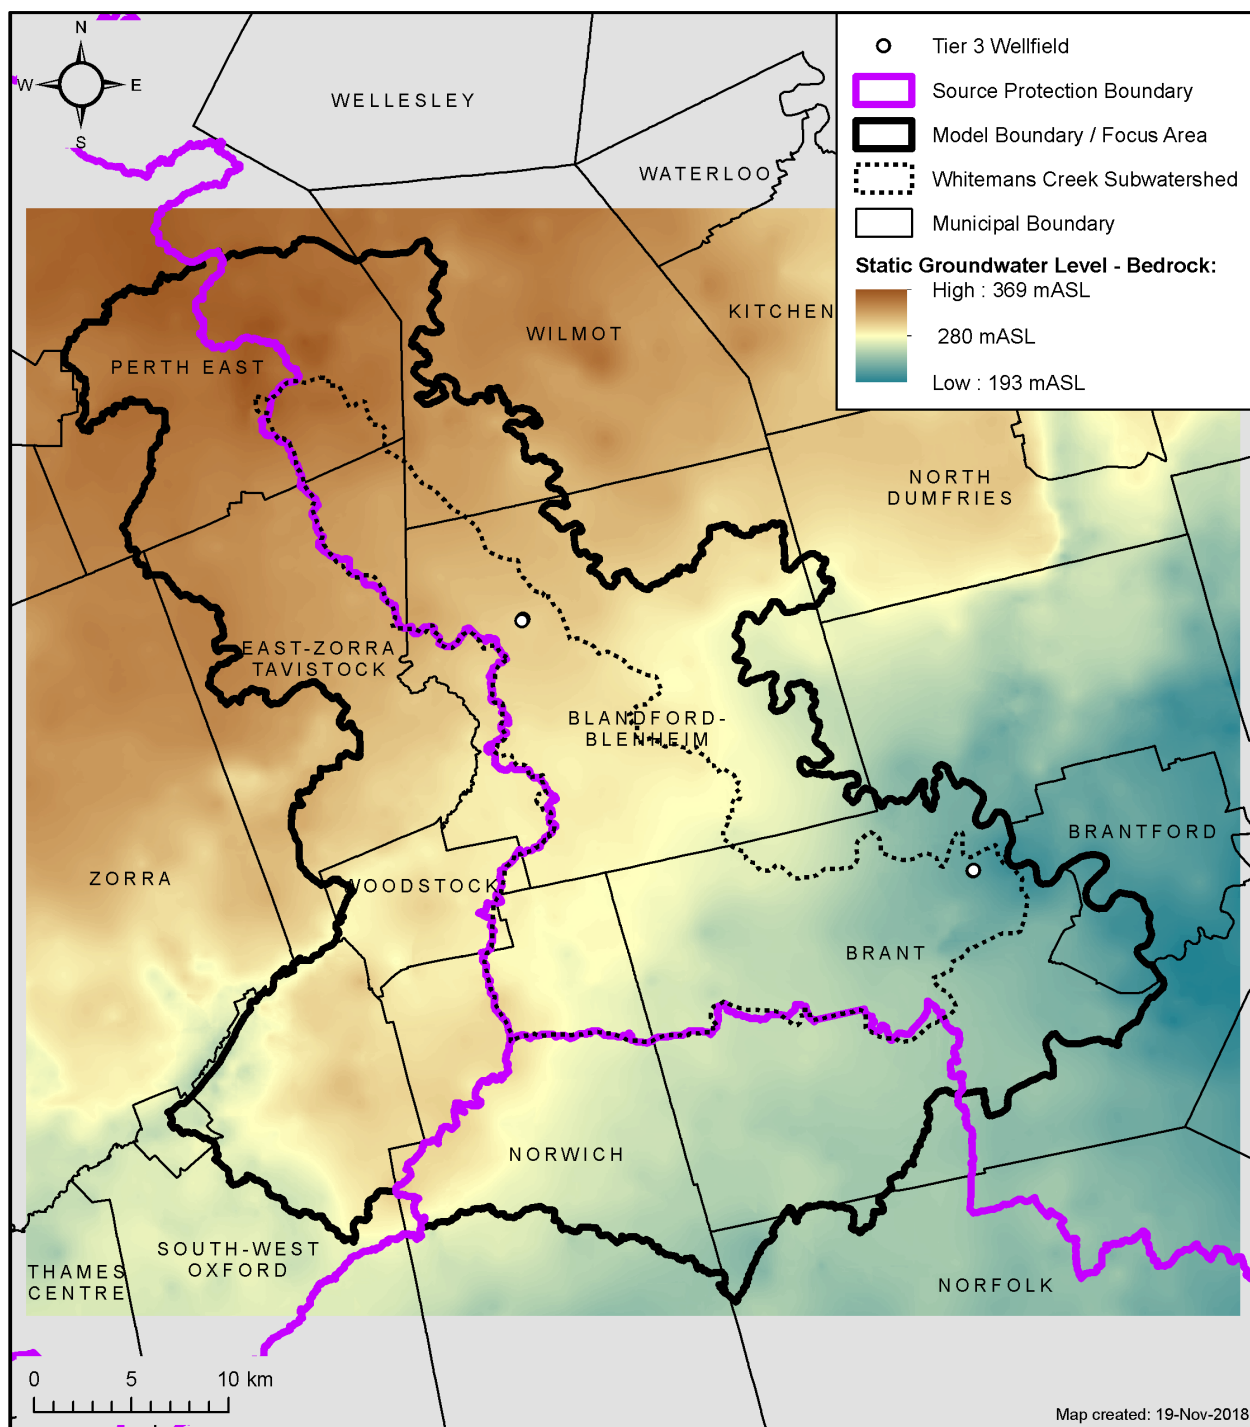 N
W
E
S
WELLESLEY
WATERLOO
Tier 3 Wellfield
Source Protection Boundary
Model Boundary / Focus Area
Whitemans Creek Subwatershed
Municipal Boundary
Static Groundwater Level - Bedrock:
High : 369 mASL
280 mASL
Low : 193 mASL
KITCHEN
WILMOT
PERTH EAST
NORTH
DUMFRIES
EAST-ZORRA
TAVISTOCK
BLANDFORD-
BLENHEIM
BRANTFORD
ZORRA
WOODSTOCK
BRANT
NORWICH
SOUTH-WEST
OXFORD
THAMES
CENTRE
NORFOLK
0 5 10 km
Map created: 19-Nov-2018